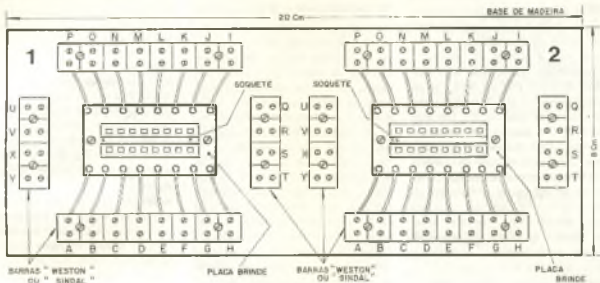 20 Cm
BASE DE MADEIRA
1
P O N M L K J I
P O N M L K J I
2
SOQUETE
SOQUETE
U
V
X
Y
Q
R
S
T
U
V
X
Y
Q
R
S
T
8 Cm
A B C D E F G H
A B C D E F G H
BARRAS "WESTON"
OU "SINDAL"
PLACA BRINDE
BARRAS "WESTON"
OU "SINDAL"
PLACA
BRINDE